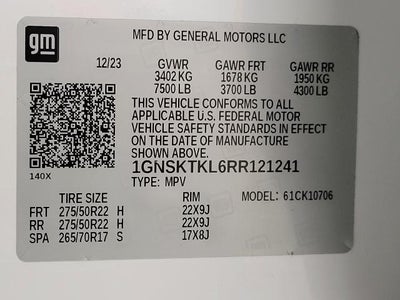 gm
MFD BY GENERAL MOTORS LLC
12/23 GVWR GAWR FRT GAWR RR
3402 KG 1678 KG 1950 KG
7500 LB 3700 LB 4300 LB
THIS VEHICLE CONFORMS TO ALL
APPLICABLE U.S. FEDERAL MOTOR
VEHICLE SAFETY STANDARDS IN EFFECT
ON THE DATE OF MANUFACTURE
SHOWN ABOVE.
140X
1GNSKTKL6RR121241
TYPE: MPV
TIRE SIZE RIM MODEL: 61CK10706
FRT 275/50R22 H 22X9J
RR 275/50R22 H 22X9J
SPA 265/70R17 S 17X8J